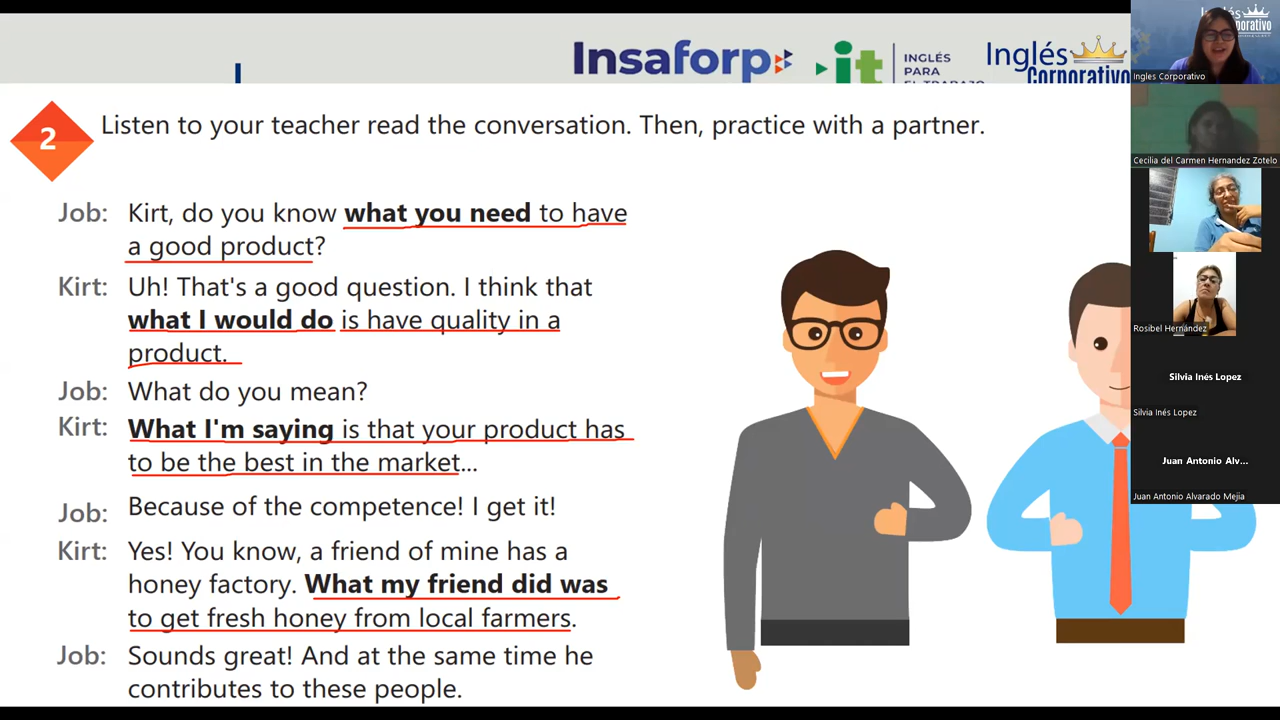 Insaforp
it
INGLÉS
PARA
EL TRABAJO
Inglés
Corporativo
2
Listen to your teacher read the conversation. Then, practice with a partner.
Job: Kirt, do you know what you need to have
a good product?
Kirt: Uh! That's a good question. I think that
what I would do is have quality in a
product.
Job: What do you mean?
Kirt: What I'm saying is that your product has
to be the best in the market...
Job: Because of the competence! I get it!
Kirt: Yes! You know, a friend of mine has a
honey factory. What my friend did was
to get fresh honey from local farmers.
Job: Sounds great! And at the same time he
contributes to these people.
Ingles Corporativo
Cecilia del Carmen Hernandez Zotelo
Rosibel Hernández
Silvia Inés Lopez
Silvia Inés Lopez
Juan Antonio Alv...
Juan Antonio Alvarado Mejia